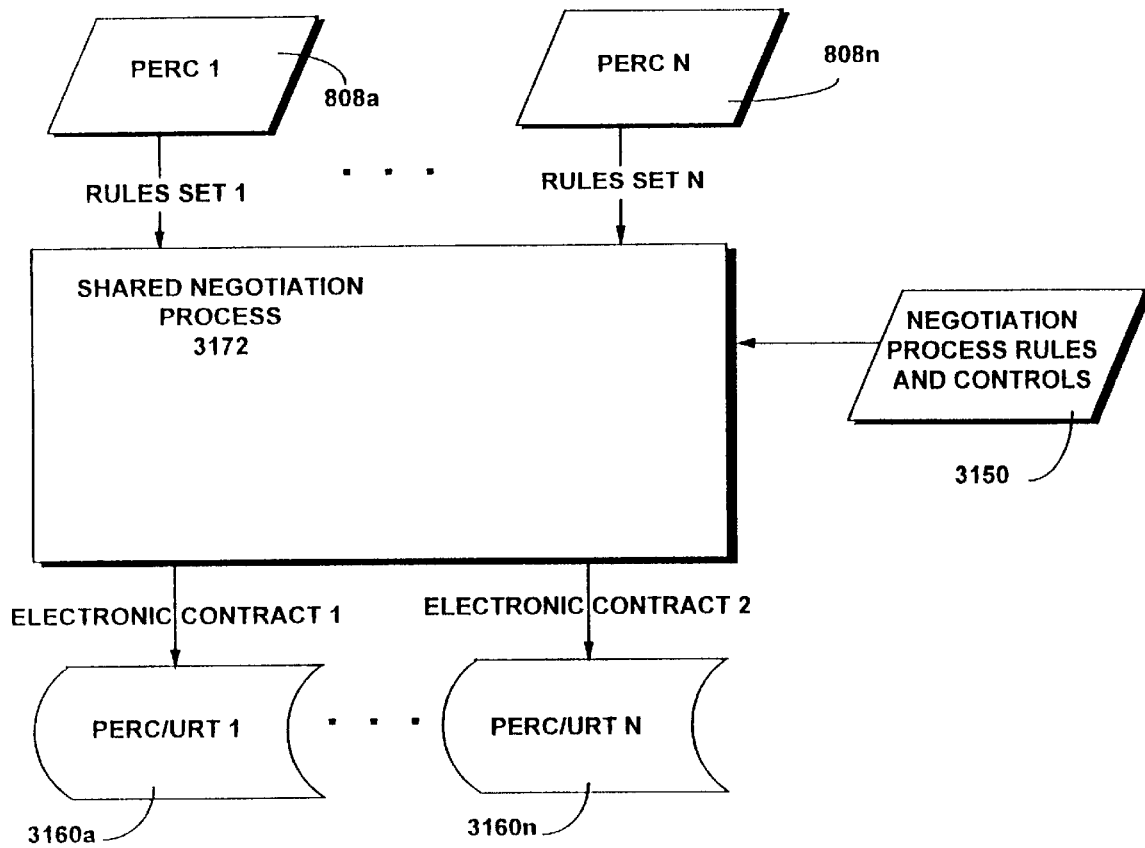 PERC 1
808a
PERC N
808n
RULES SET 1
RULES SET N
SHARED NEGOTIATION
PROCESS
3172
NEGOTIATION
PROCESS RULES
AND CONTROLS
3150
ELECTRONIC CONTRACT 1
ELECTRONIC CONTRACT 2
PERC/URT 1
PERC/URT N
3160a
3160n